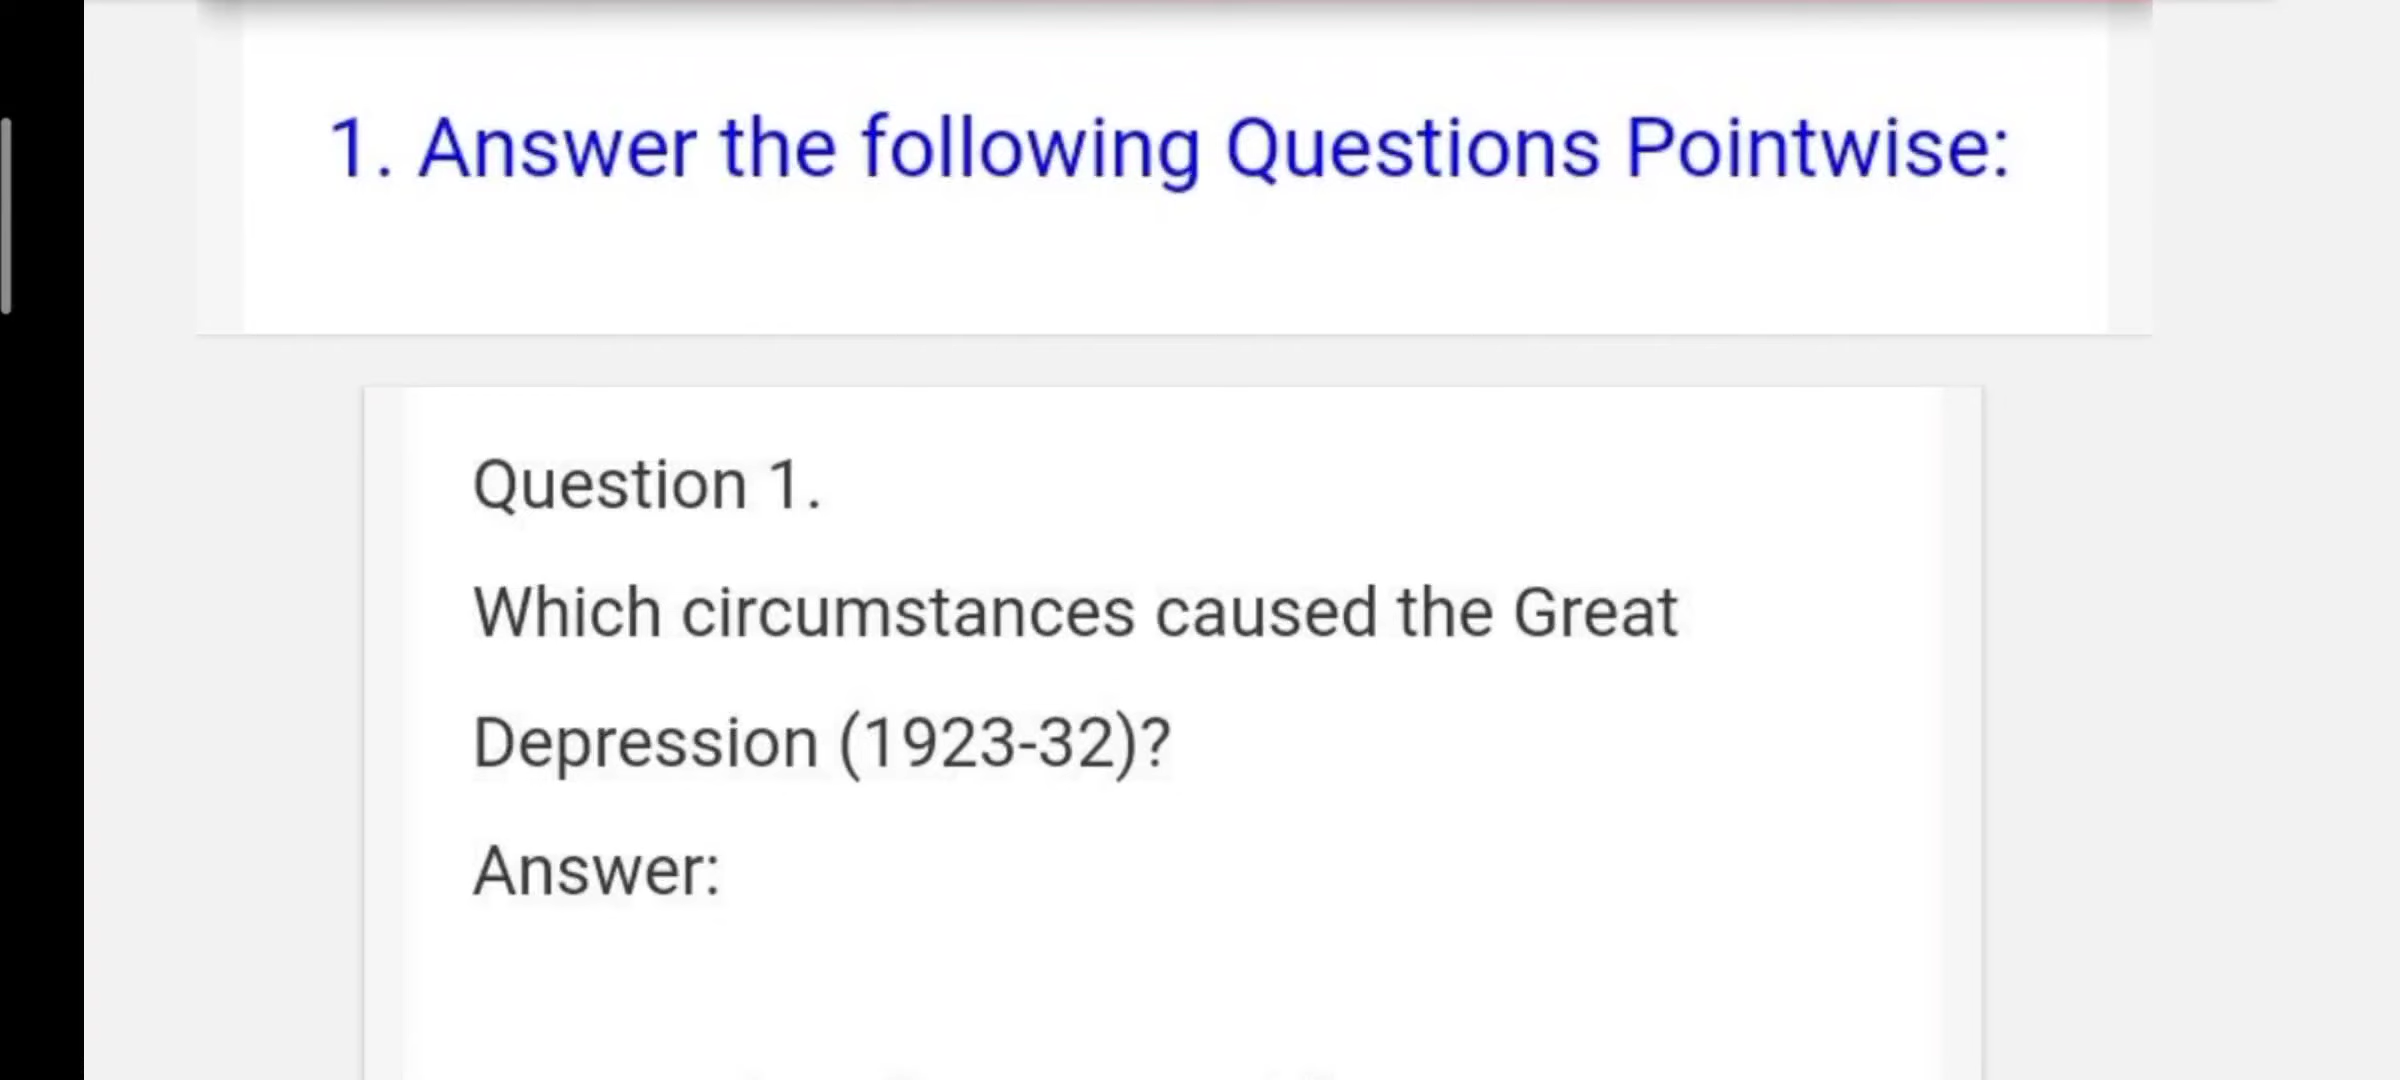 1. Answer the following Questions Pointwise:
Question 1.
Which circumstances caused the Great
Depression (1923-32)?
Answer: